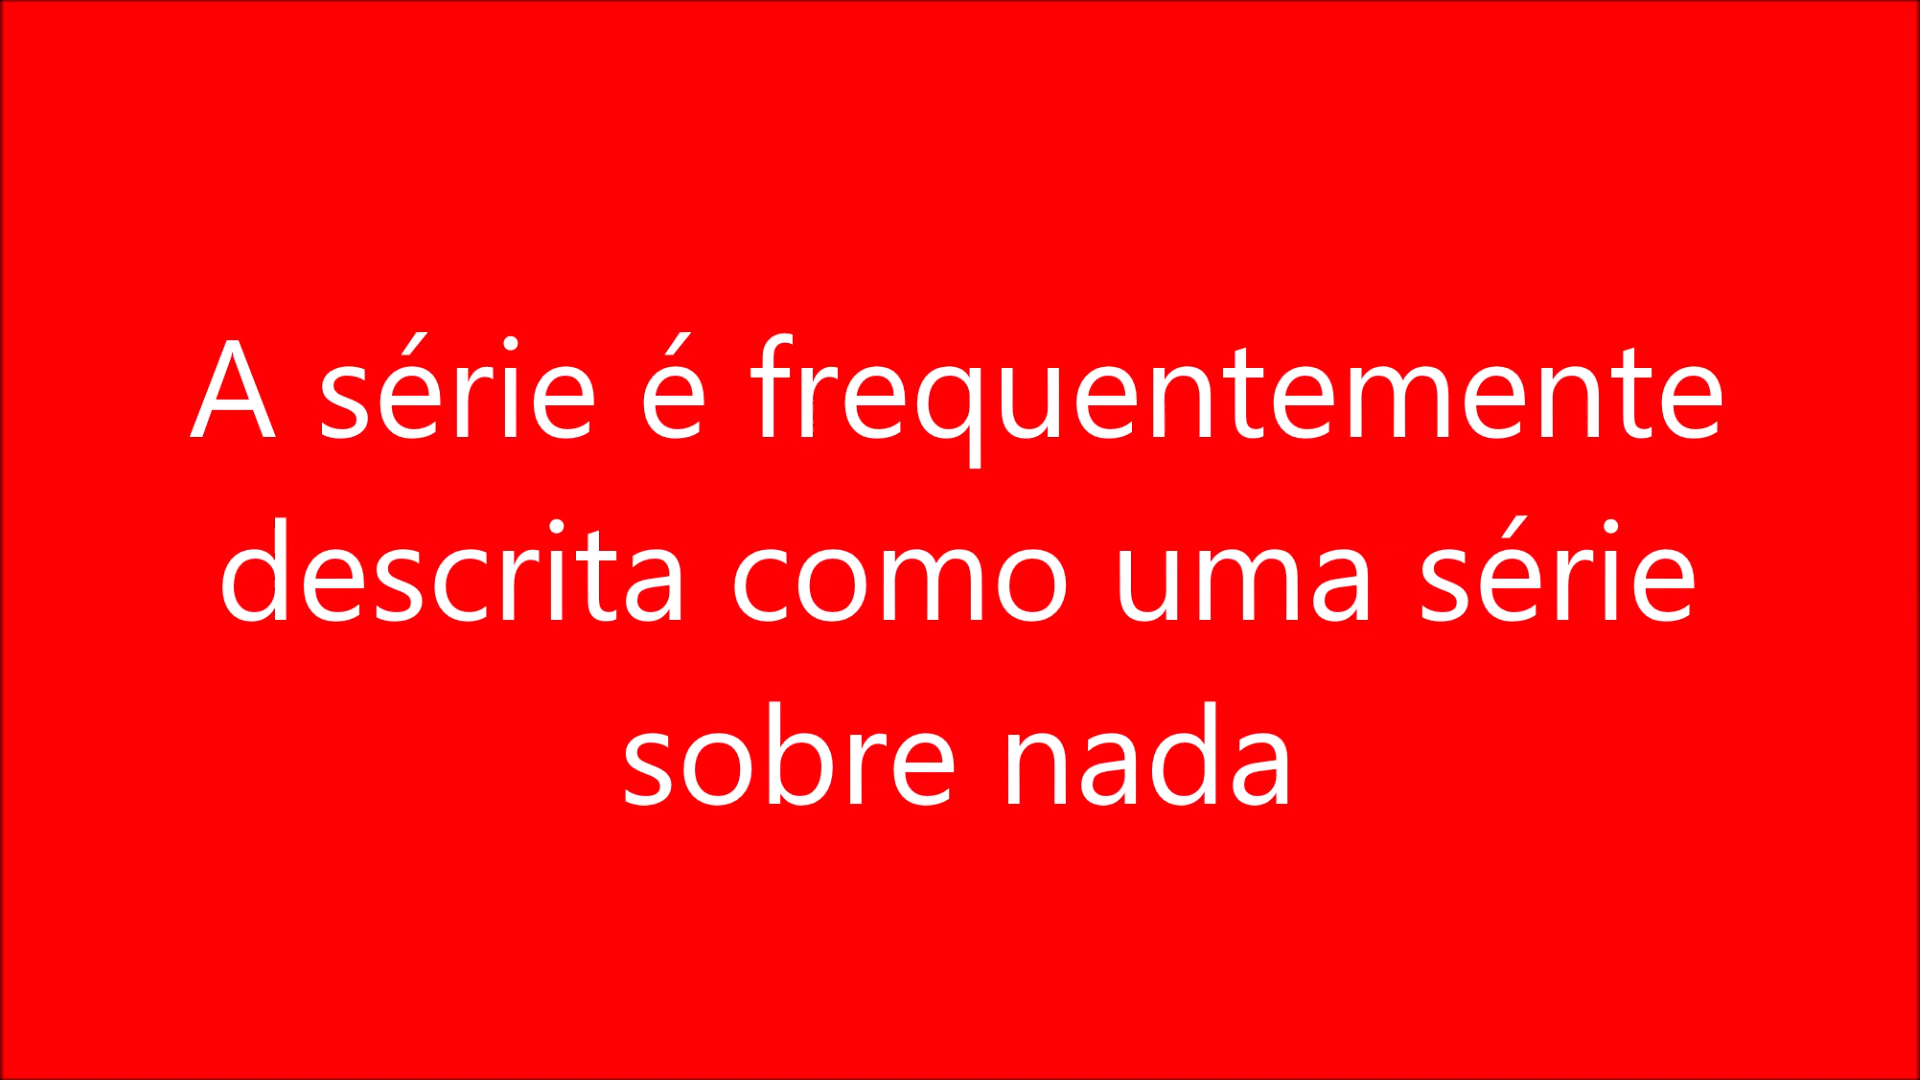 A série é frequentemente
descrita como uma série
sobre nada